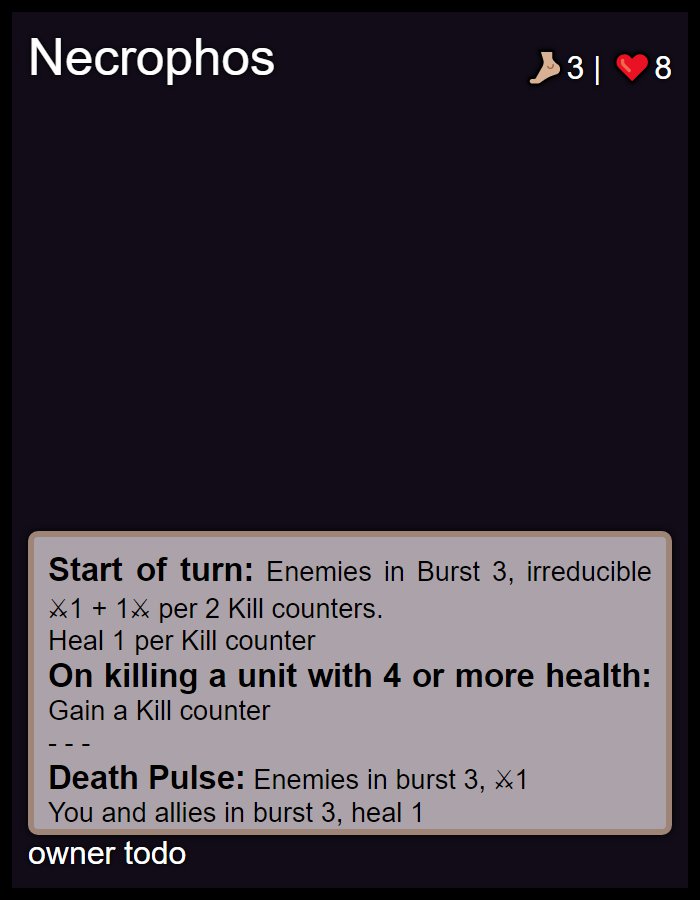 Necrophos
🦶🏼3 | ❤️8
Start of turn: Enemies in Burst 3, irreducible
⚔1 + 1⚔ per 2 Kill counters.
Heal 1 per Kill counter
On killing a unit with 4 or more health:
Gain a Kill counter
- - -
Death Pulse: Enemies in burst 3, ⚔1
You and allies in burst 3, heal 1
owner todo